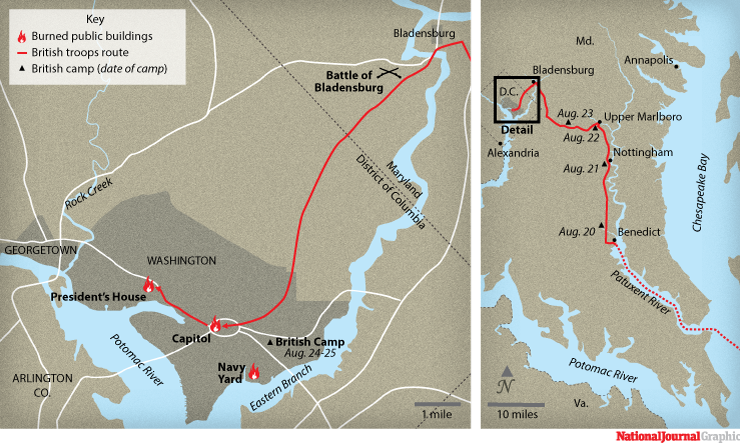 Key
Burned public buildings
British troops route
British camp (date of camp)
Bladensburg
Battle of
Bladensburg
Maryland
District of Columbia
Rock Creek
GEORGETOWN
WASHINGTON
President's House
Capitol
British Camp
Aug. 24-25
Navy
Yard
Eastern Branch
Potomac River
ARLINGTON
CO.
1 mile
Md.
Annapolis
Bladensburg
D.C.
Detail
Aug. 23
Upper Marlboro
Aug. 22
Alexandria
Nottingham
Aug. 21
Chesapeake Bay
Aug. 20
Benedict
Patuxent River
Potomac River
N
Va.
10 miles
NationalJournalGraphic